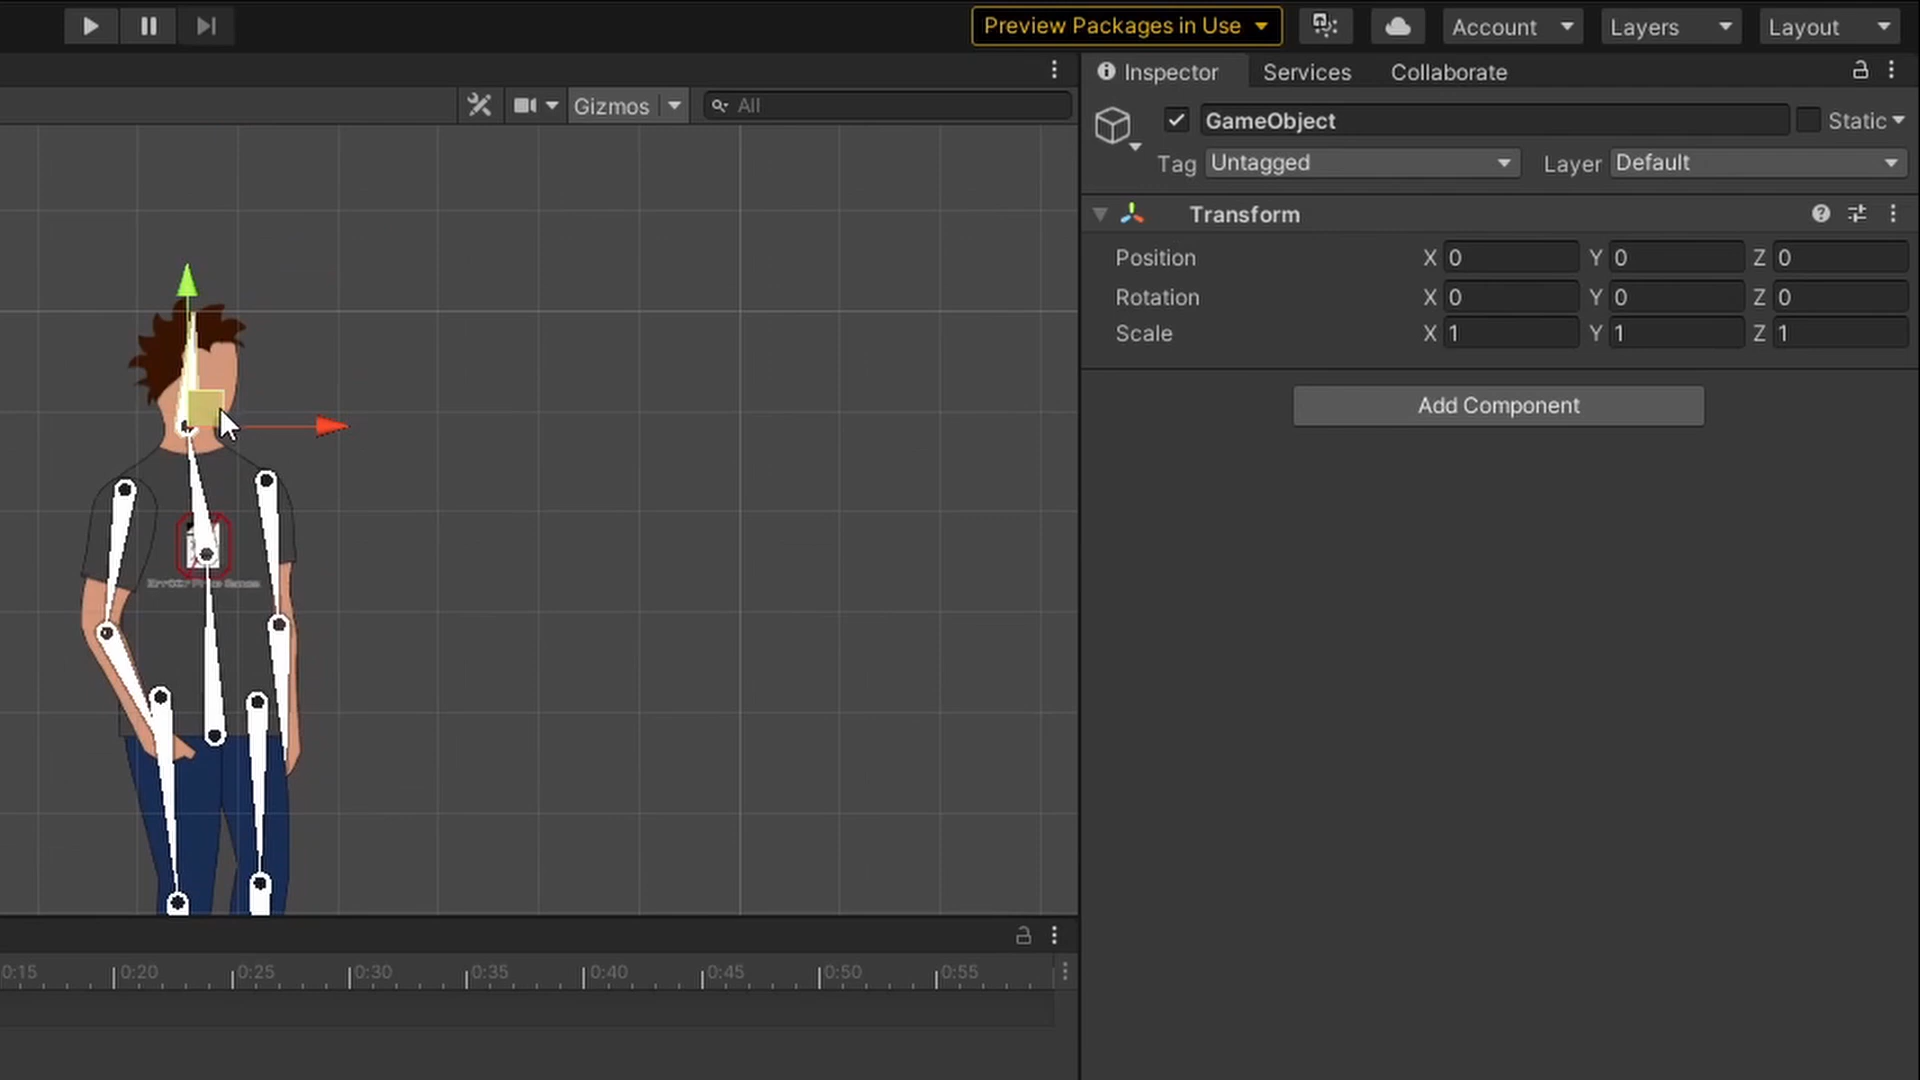 Preview Packages in Use
Account
Layers
Layout
Inspector
Services
Collaborate
Gizmos
All
GameObject
Static
Tag
Untagged
Layer
Default
Transform
Position X 0 Y 0 Z 0
Rotation X 0 Y 0 Z 0
Scale X 1 Y 1 Z 1
Add Component
0:15 0:20 0:25 0:30 0:35 0:40 0:45 0:50 0:55